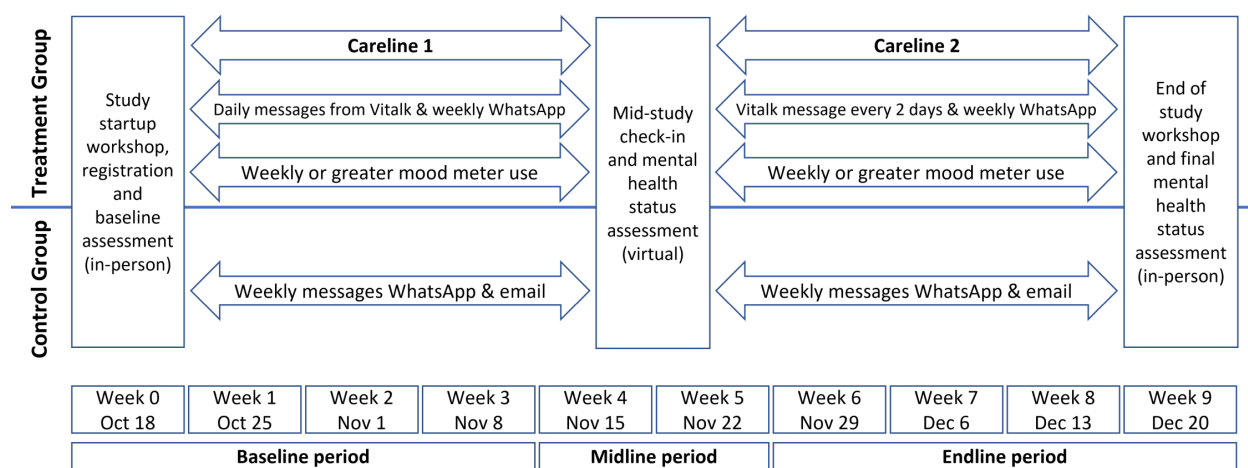 Treatment Group
Control Group
Study
startup
workshop,
registration
and
baseline
assessment
(in-person)
Careline 1
Daily messages from Vitalk & weekly WhatsApp
Weekly or greater mood meter use
Weekly messages WhatsApp & email
Mid-study
check-in
and mental
health
status
assessment
(virtual)
Careline 2
Vitalk message every 2 days & weekly WhatsApp
Weekly or greater mood meter use
Weekly messages WhatsApp & email
End of
study
workshop
and final
mental
health
status
assessment
(in-person)
Week 0
Oct 18
Week 1
Oct 25
Week 2
Nov 1
Week 3
Nov 8
Week 4
Nov 15
Week 5
Nov 22
Week 6
Nov 29
Week 7
Dec 6
Week 8
Dec 13
Week 9
Dec 20
Baseline period
Midline period
Endline period